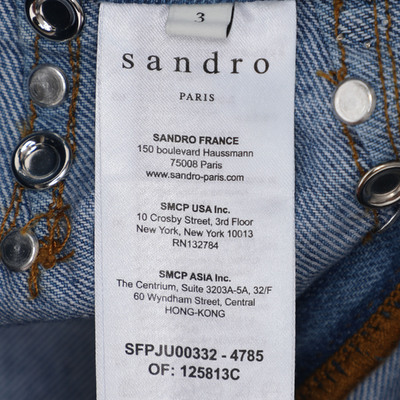 3
sandro
PARIS
SANDRO FRANCE
150 boulevard Haussmann
75008 Paris
www.sandro-paris.com
SMCP USA Inc.
10 Crosby Street, 3rd Floor
New York, New York 10013
RN132784
SMCP ASIA Inc.
The Centrium, Suite 3203A-5A, 32/F
60 Wyndham Street, Central
HONG-KONG
SFPJU00332 - 4785
OF: 125813C